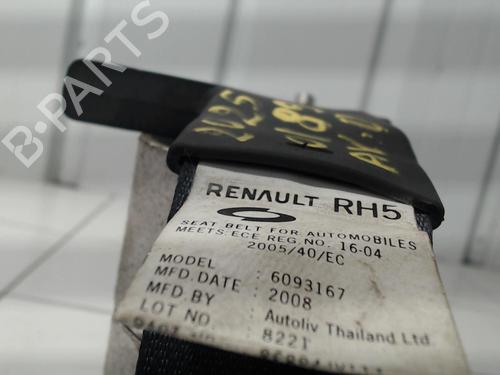 B-PARTS
RENAULT RH5
SEAT BELT FOR AUTOMOBILES
MEETS ECE REG. NO. 16-04
2005/40/EC
MODEL : 6093167
MFD. DATE : 2008
MFD. BY : Autoliv Thailand Ltd.
LOT NO. : 8221